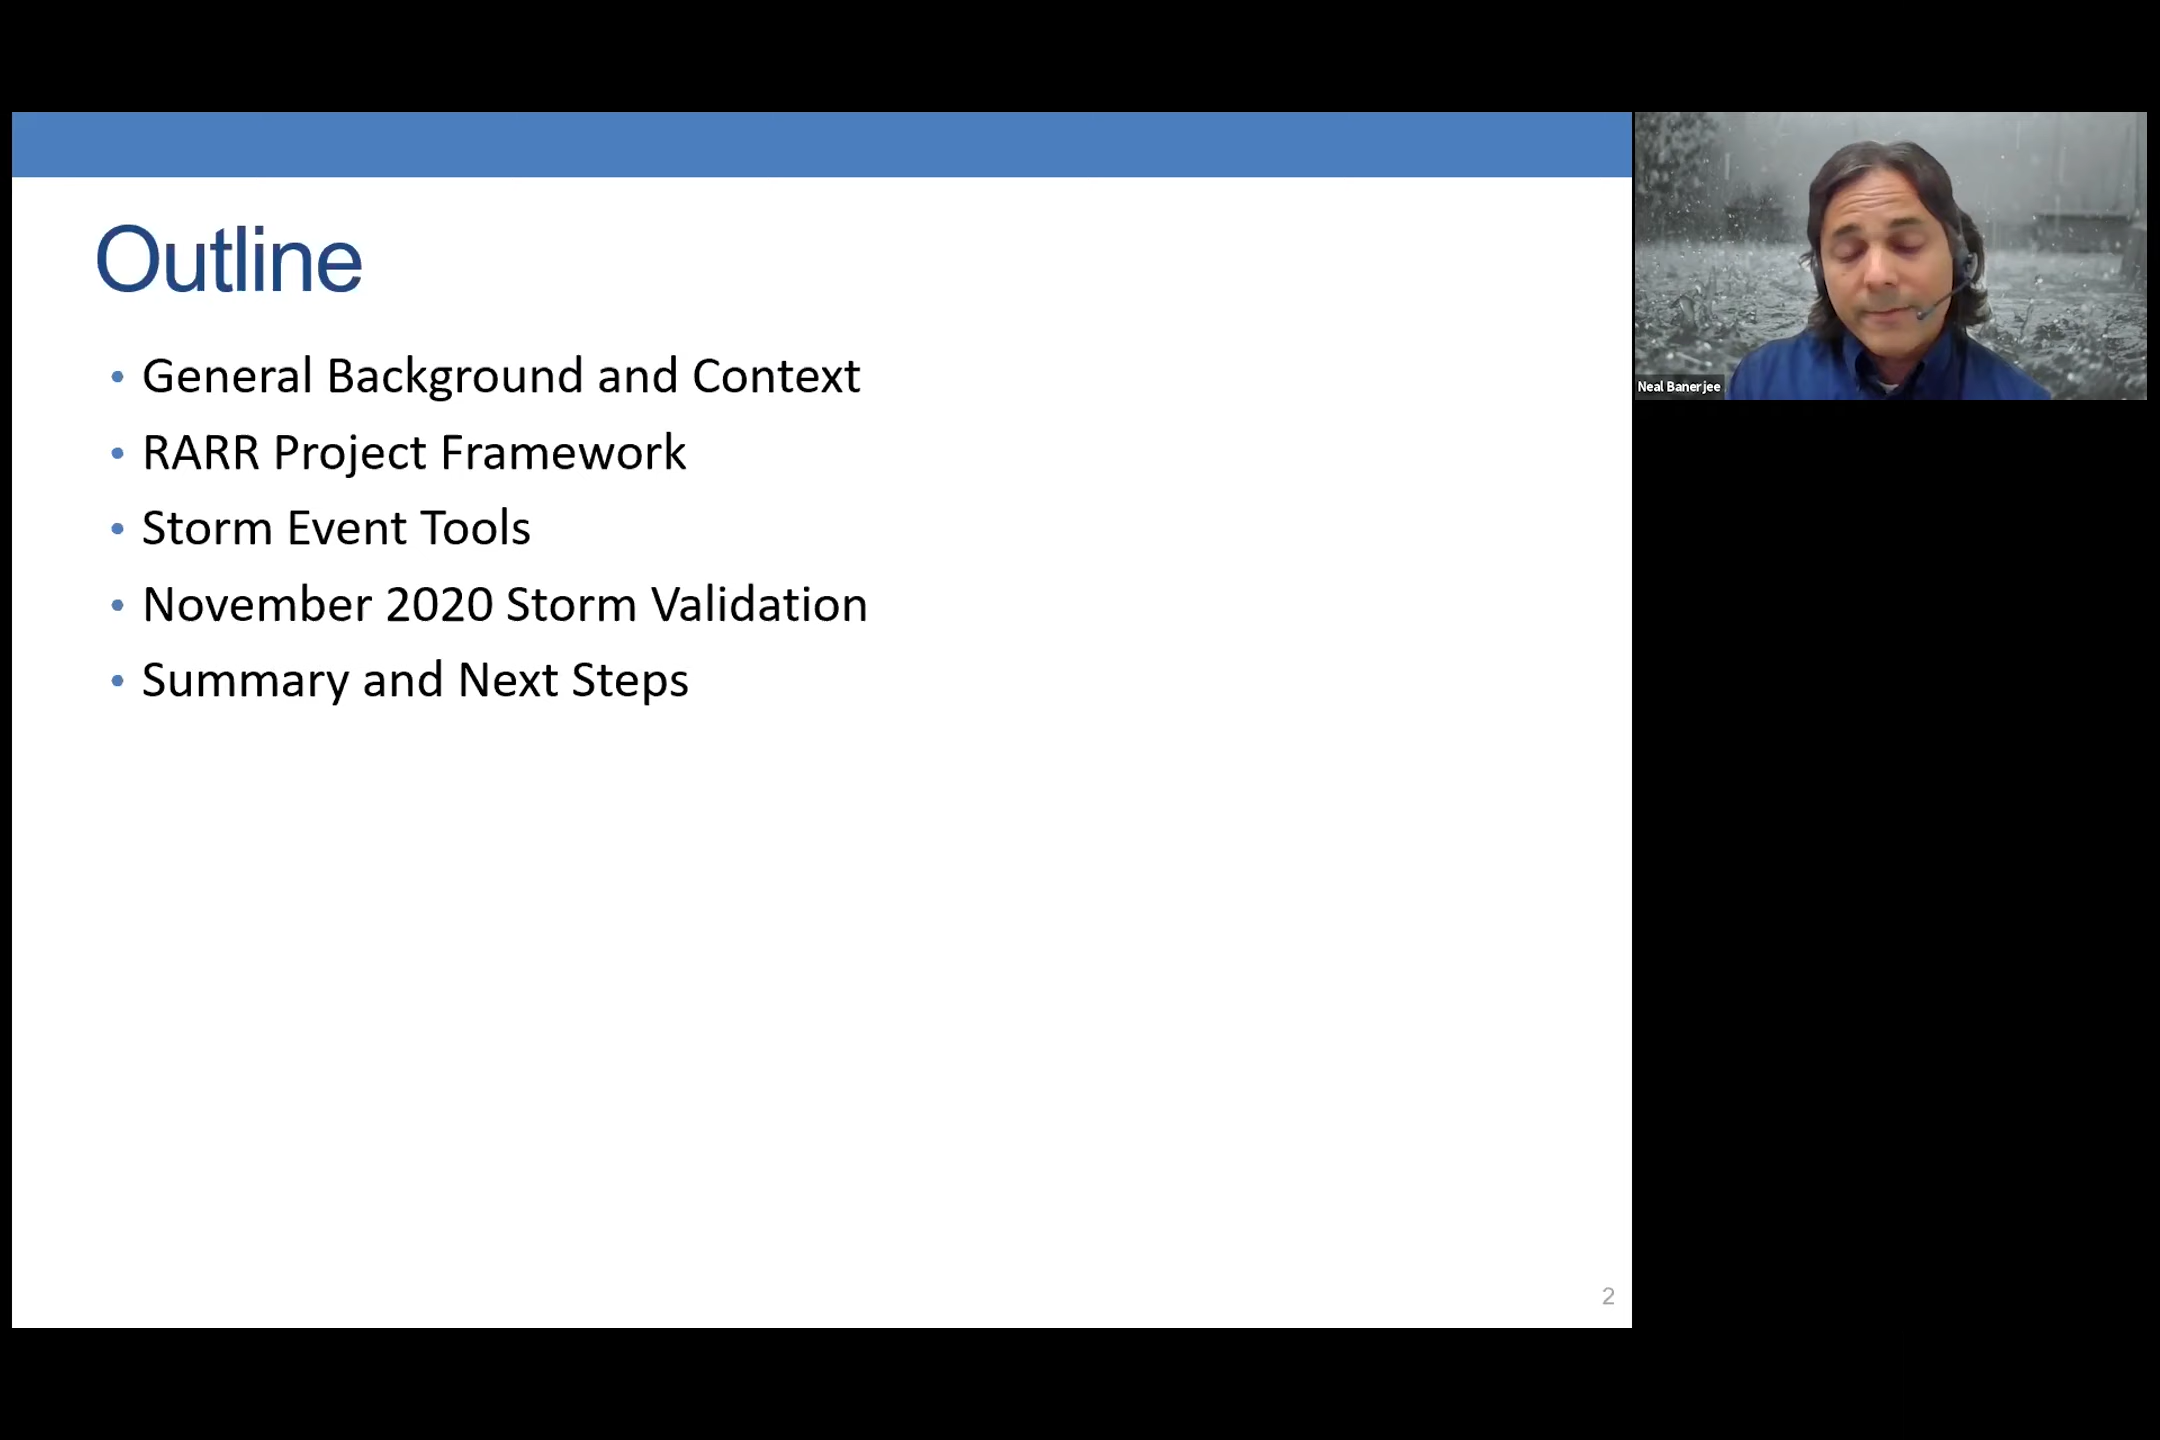 Outline
• General Background and Context
• RARR Project Framework
• Storm Event Tools
• November 2020 Storm Validation
• Summary and Next Steps
2
Neal Banerjee